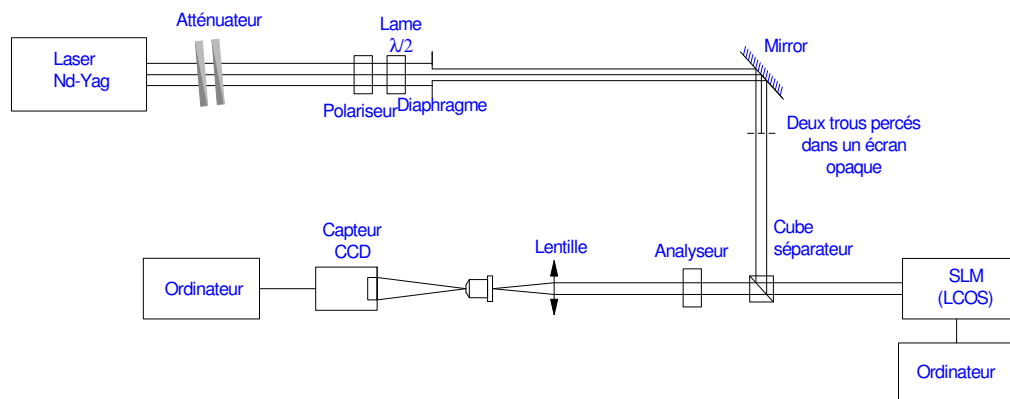 Atténuateur
Laser
Nd-Yag
Lame
λ/2
Polariseur
Diaphragme
Mirror
Deux trous percés
dans un écran
opaque
Cube
séparateur
Analyseur
Lentille
Capteur
CCD
Ordinateur
SLM
(LCOS)
Ordinateur